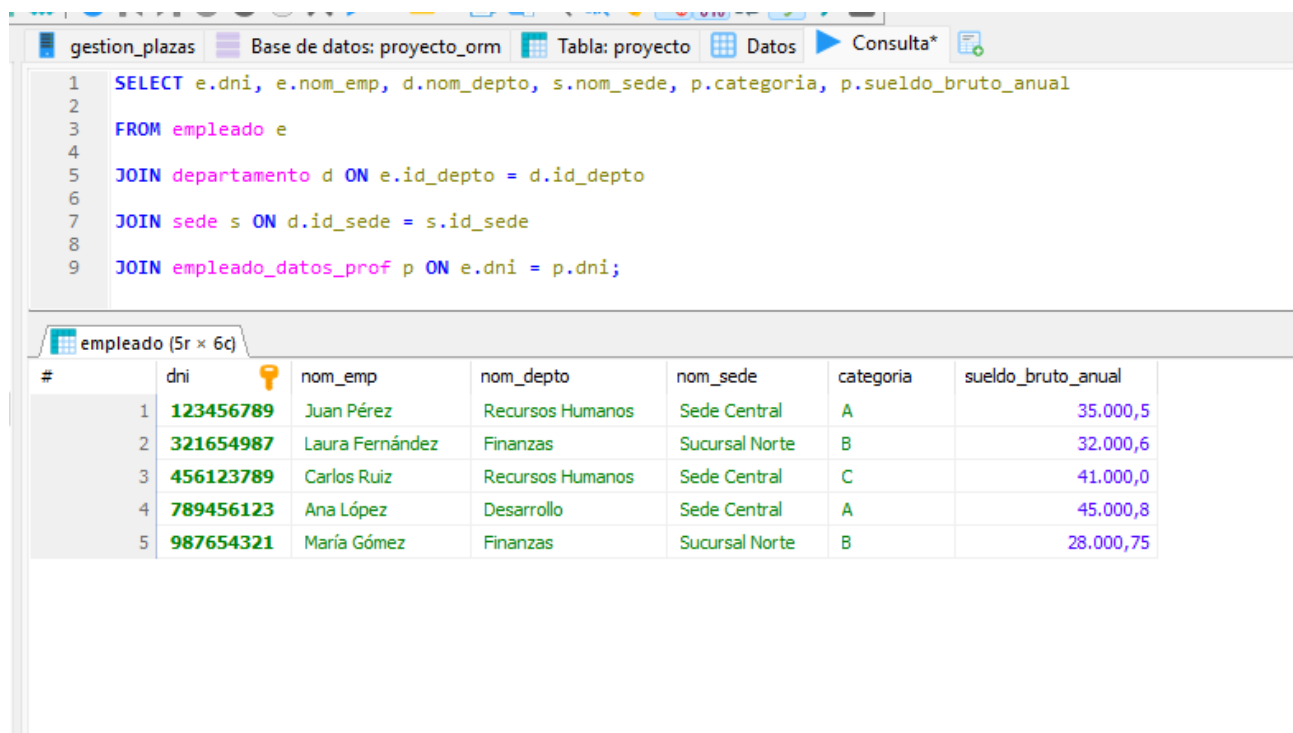 gestion_plazas Base de datos: proyecto_orm Tabla: proyecto Datos Consulta*
1 SELECT e.dni, e.nom_emp, d.nom_depto, s.nom_sede, p.categoria, p.sueldo_bruto_anual
2
3 FROM empleado e
4
5 JOIN departamento d ON e.id_depto = d.id_depto
6
7 JOIN sede s ON d.id_sede = s.id_sede
8
9 JOIN empleado_datos_prof p ON e.dni = p.dni;
empleado (5r × 6c)
# dni nom_emp nom_depto nom_sede categoria sueldo_bruto_anual
1 123456789 Juan Pérez Recursos Humanos Sede Central A 35.000,5
2 321654987 Laura Fernández Finanzas Sucursal Norte B 32.000,6
3 456123789 Carlos Ruiz Recursos Humanos Sede Central C 41.000,0
4 789456123 Ana López Desarrollo Sede Central A 45.000,8
5 987654321 María Gómez Finanzas Sucursal Norte B 28.000,75